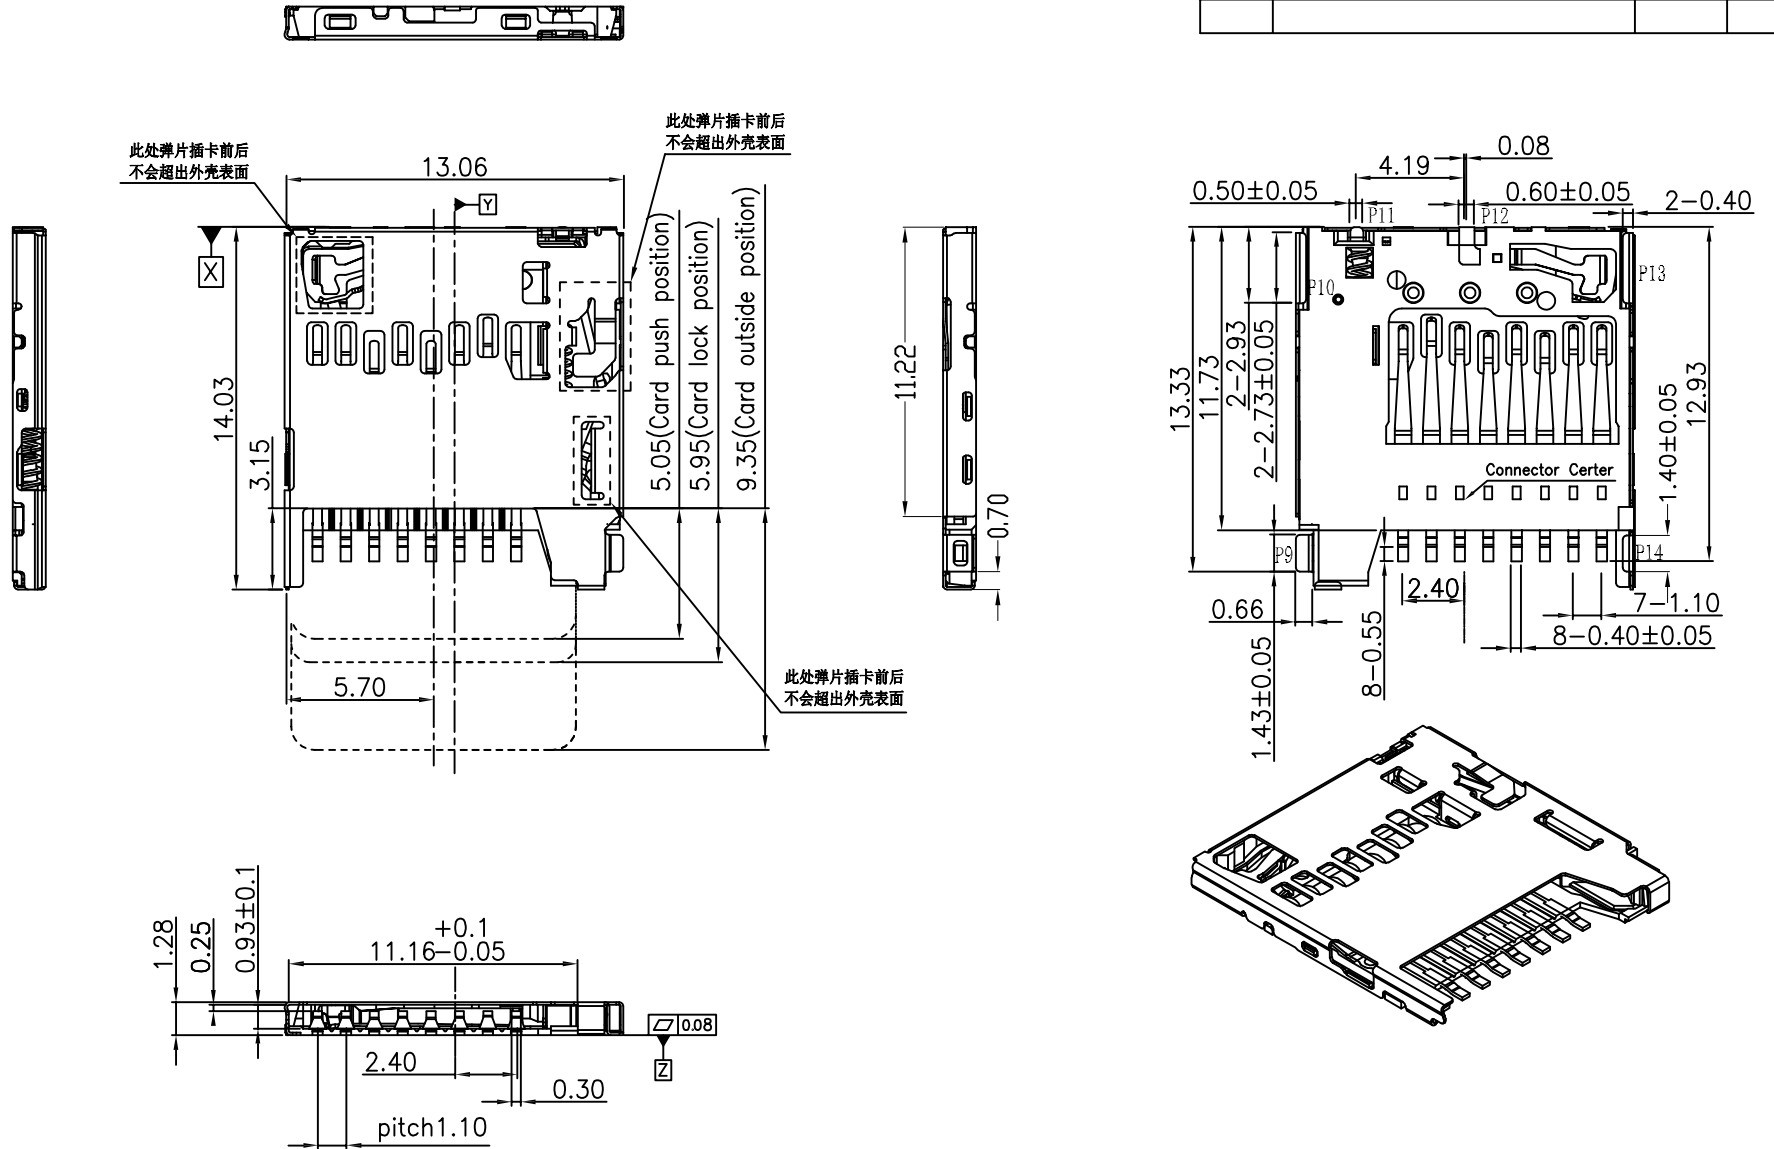 此处弹片插卡前后
不会超出外壳表面
此处弹片插卡前后
不会超出外壳表面
13.06
Y
X
14.03
3.15
5.05(Card push position)
5.95(Card lock position)
9.35(Card outside position)
5.70
此处弹片插卡前后
不会超出外壳表面
11.22
0.70
0.08
4.19
0.50±0.05
0.60±0.05
2-0.40
P11
P12
P10
P13
13.33
11.73
2-2.93
2-2.73±0.05
12.93
1.40±0.05
Connector Certer
P9
P14
2.40
0.66
7-1.10
8-0.40±0.05
8-0.55
1.43±0.05
1.28
0.25
0.93±0.1
+0.1
11.16-0.05
0.08
Z
2.40
0.30
pitch1.10